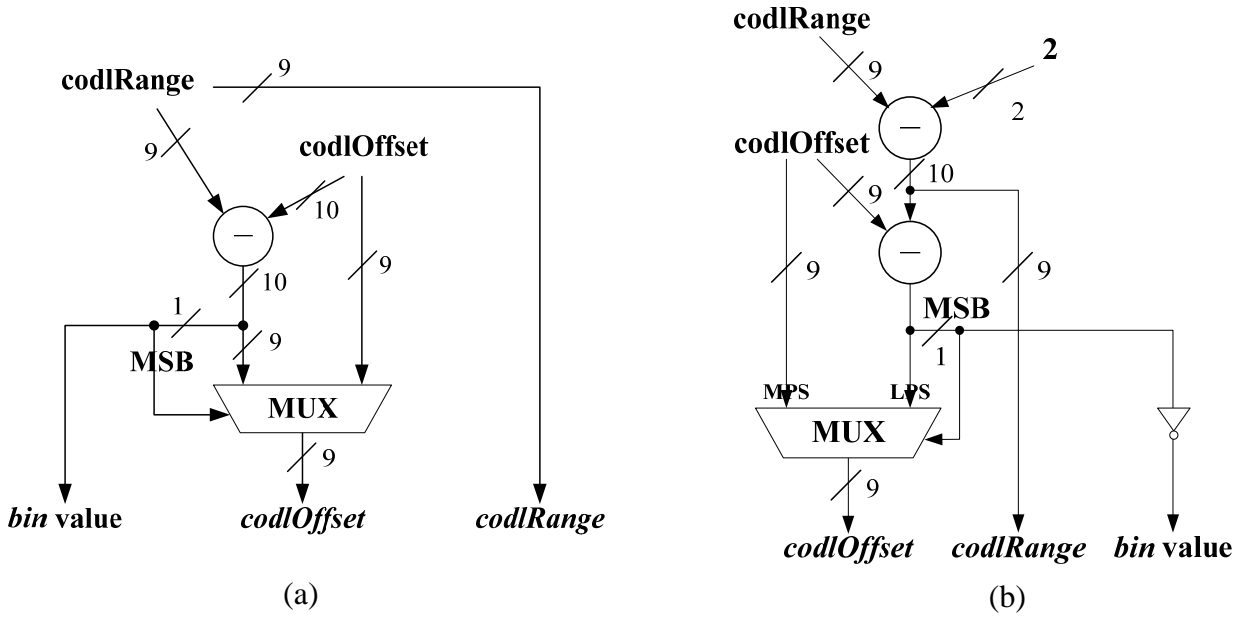 codlRange
9
9
codlOffset
10
—
10
9
1
MSB
9
MUX
9
bin value
codlOffset
codlRange
(a)
codlRange
9
2
2
—
codlOffset
10
9
—
9
9
MSB
1
MPS
LPS
MUX
9
codlOffset
codlRange
bin value
(b)